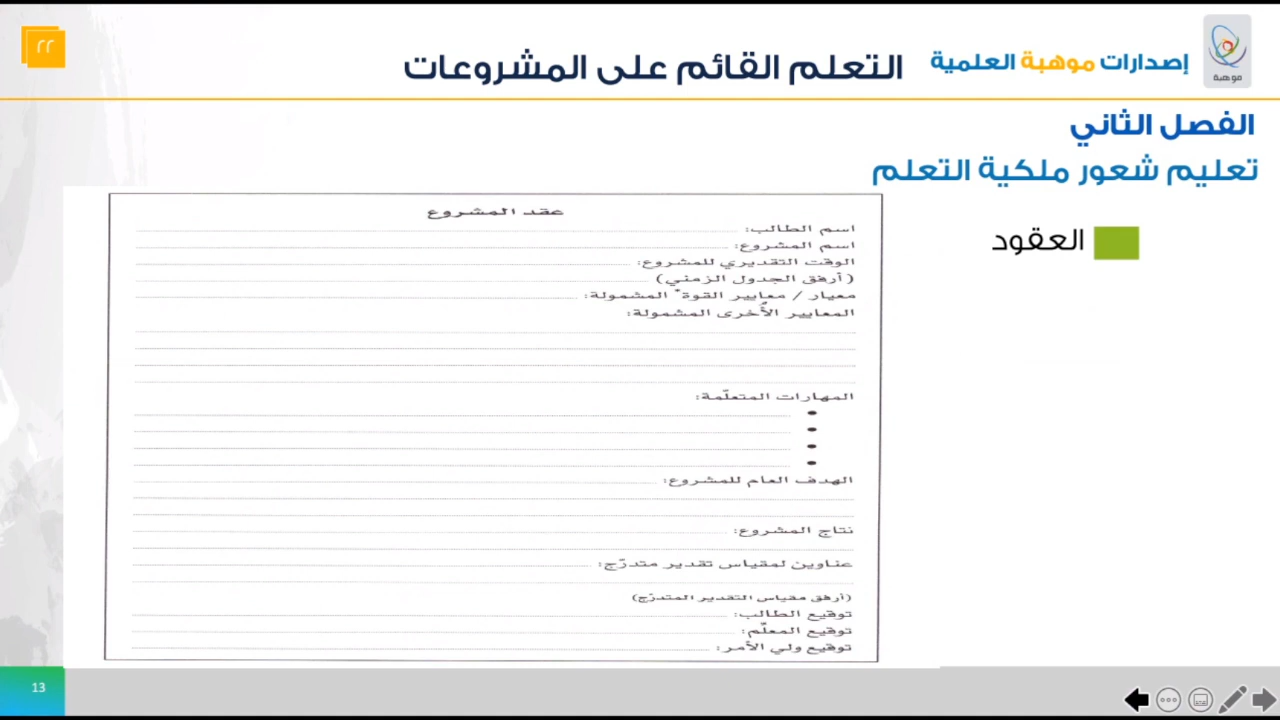 إصدارات موهبة العلمية
موهبة
التعلم القائم على المشروعات
٢٢
الفصل الثاني
تعليم شعور ملكية التعلم
العقود
عقد المشروع
اسم الطالب:
اسم المشروع:
الوقت التقديري للمشروع:
(أرفق الجدول الزمني)
معيار / معايير القوة* المشمولة:
المعايير الأُخرى المشمولة:
المهارات المتعلّمة:
•
•
•
•
الهدف العام للمشروع:
نتاج المشروع:
عناوين لمقياس تقدير متدرّج:
(أرفق مقياس التقدير المتدرّج)
توقيع الطالب:
توقيع المعلّم:
توقيع ولي الأمر:
13